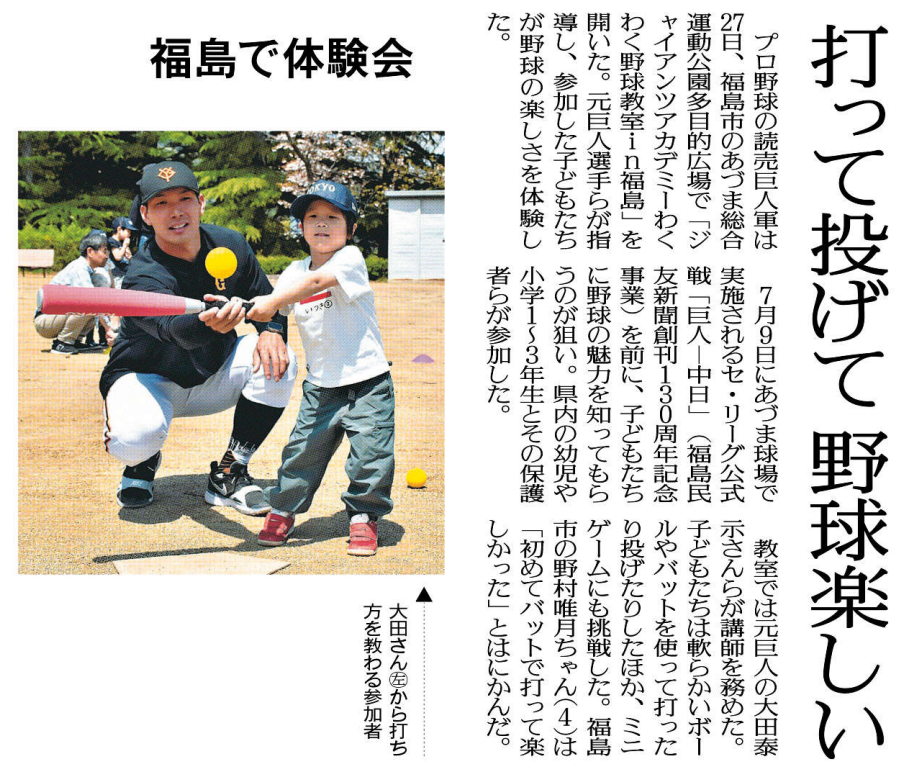 打って投げて 野球楽しい
福島で体験会
プロ野球の読売巨人軍は
27日、福島市のあづま総合
運動公園多目的広場で「ジ
ャイアンツアカデミーわく
わく野球教室in福島」を
開いた。元巨人選手らが指
導し、参加した子どもたち
が野球の楽しさを体験し
た。
7月9日にあづま球場で
実施されるセ・リーグ公式
戦「巨人―中日」（福島民
友新聞創刊130周年記念
事業）を前に、子どもたち
に野球の魅力を知ってもら
うのが狙い。県内の幼児や
小学1〜3年生とその保護
者らが参加した。
教室では元巨人の大田泰
示さんらが講師を務めた。
子どもたちは軟らかいボー
ルやバットを使って打った
り投げたりしたほか、ミニ
ゲームにも挑戦した。福島
市の野村唯月ちゃん(4)は
「初めてバットで打って楽
しかった」とはにかんだ。
▲大田さん㊧から打ち
方を教わる参加者
TOKYO
G